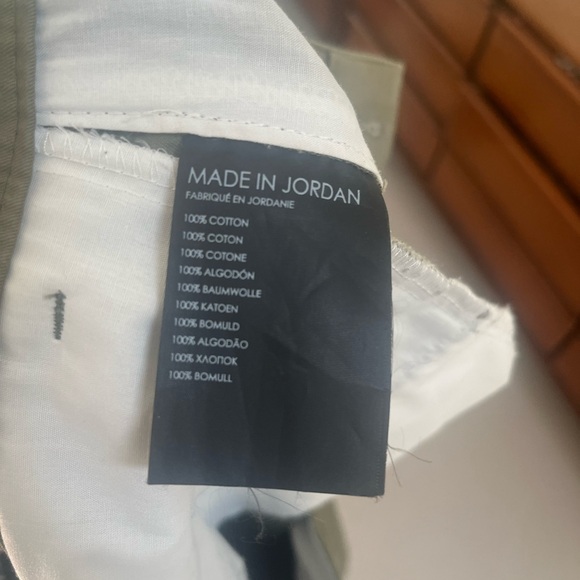 MADE IN JORDAN
FABRIQUÉ EN JORDANIE
100% COTTON
100% COTON
100% COTONE
100% ALGODÓN
100% BAUMWOLLE
100% KATOEN
100% BOMULD
100% ALGODÃO
100% ХЛОПОК
100% BOMULL